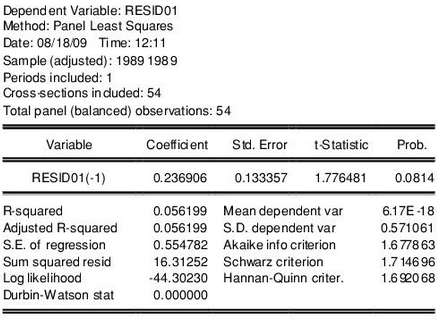 Dependent Variable: RESID01
Method: Panel Least Squares
Date: 08/18/09 Time: 12:11
Sample (adjusted): 1989 1989
Periods included: 1
Cross-sections included: 54
Total panel (balanced) observations: 54
Variable Coefficient Std. Error t-Statistic Prob.
RESID01(-1) 0.236906 0.133357 1.776481 0.0814
R-squared 0.056199 Mean dependent var 6.17E-18
Adjusted R-squared 0.056199 S.D. dependent var 0.571061
S.E. of regression 0.554782 Akaike info criterion 1.677863
Sum squared resid 16.31252 Schwarz criterion 1.714696
Log likelihood -44.30230 Hannan-Quinn criter. 1.692068
Durbin-Watson stat 0.000000